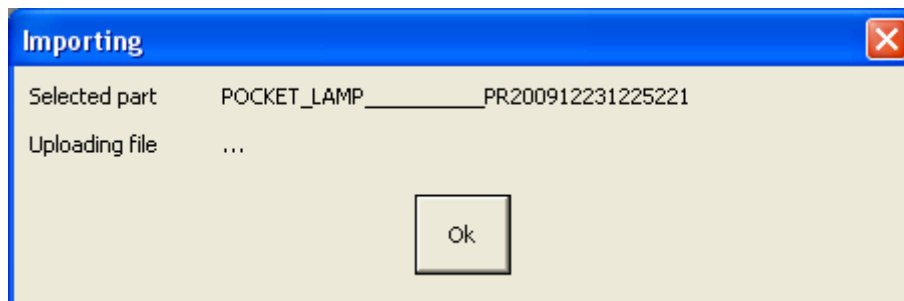 Importing
Selected part POCKET_LAMP__________PR200912231225221
Uploading file ...
Ok